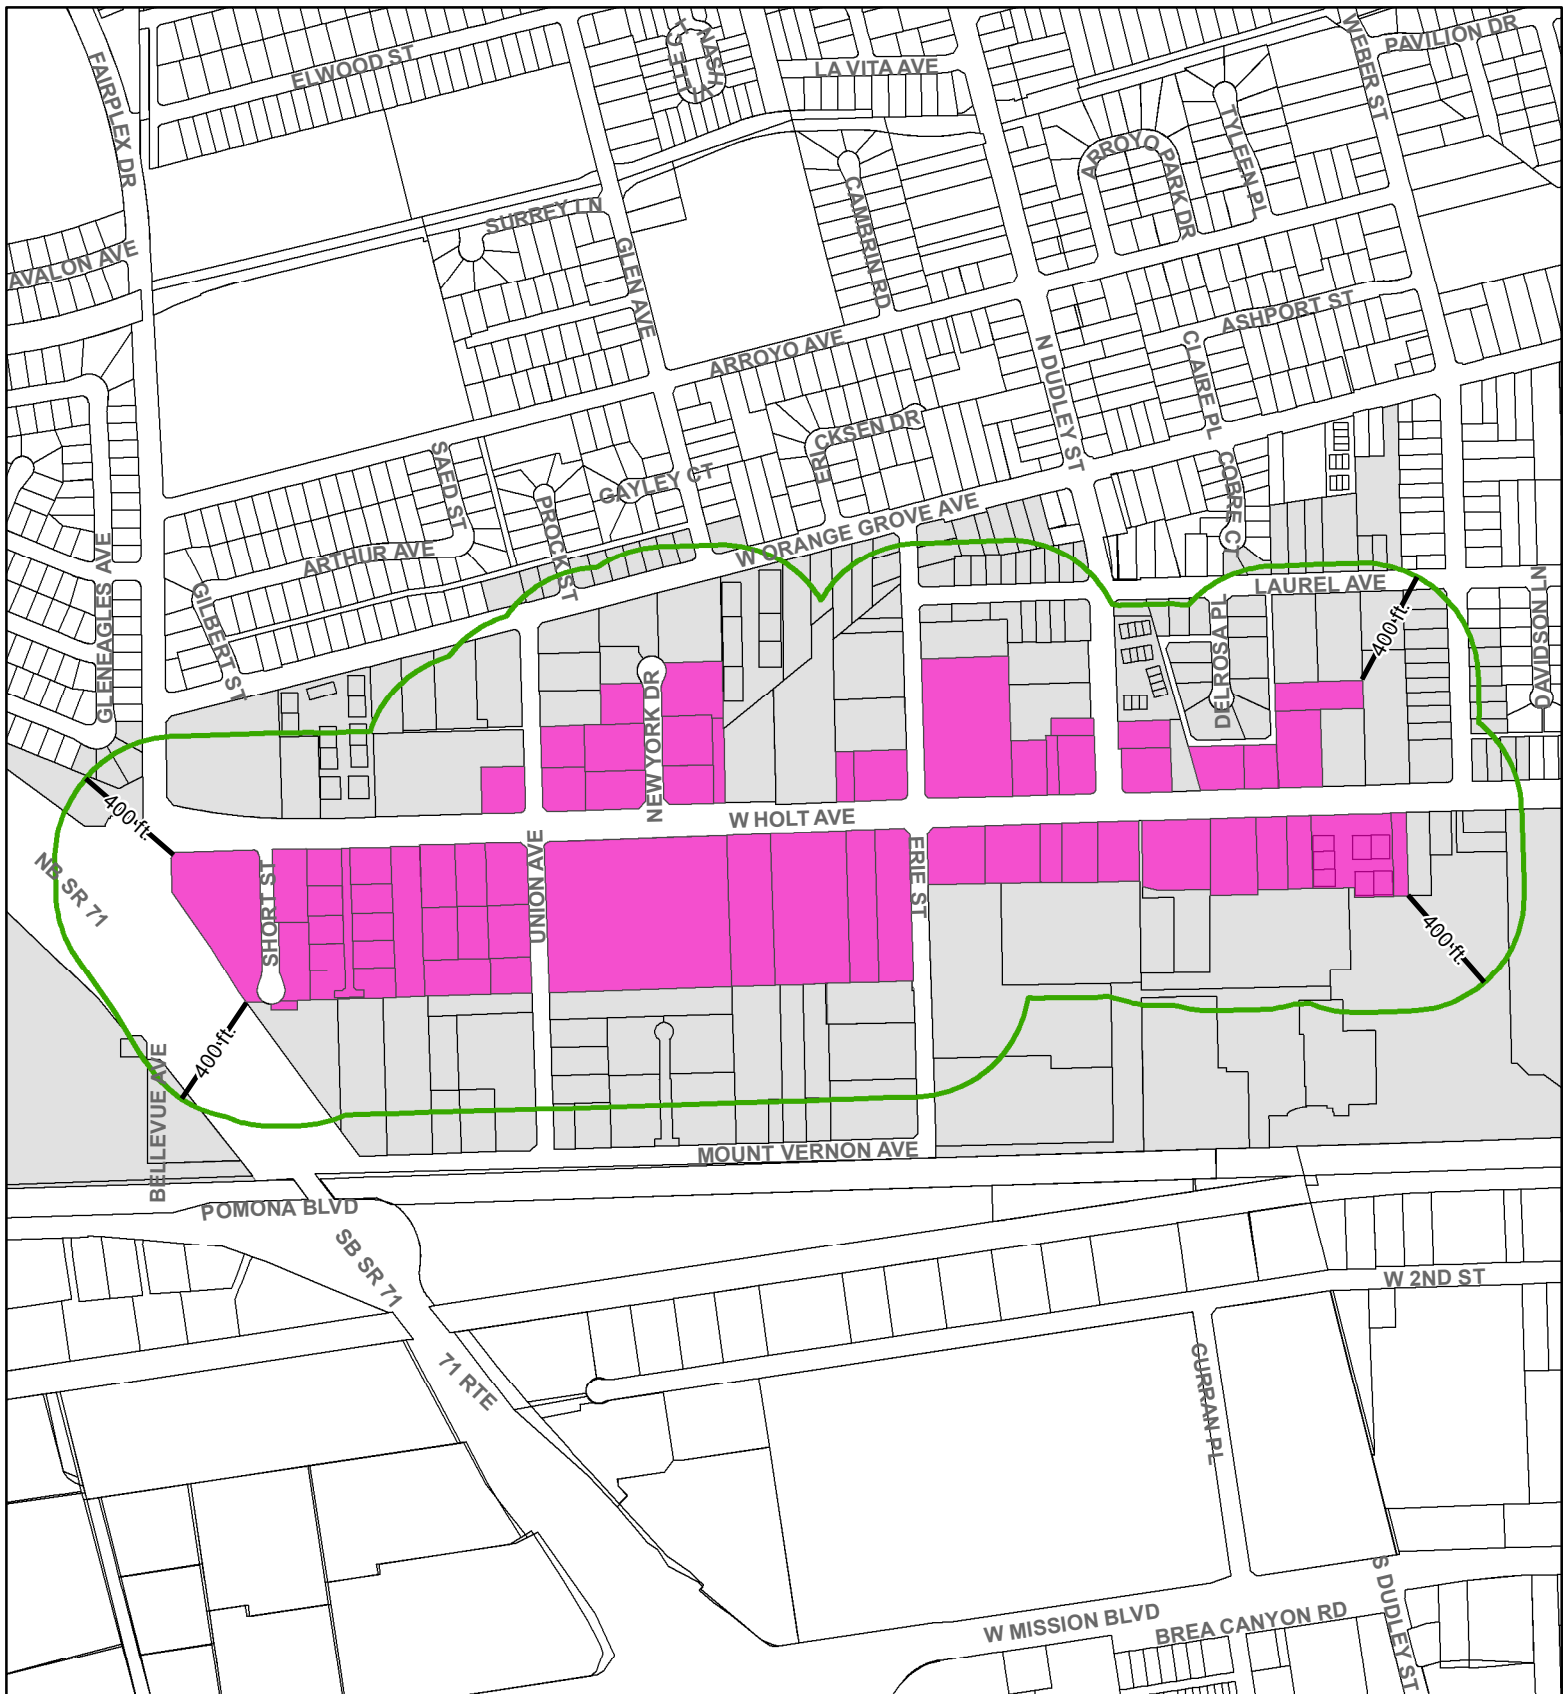 PAVILION DR
WEBER ST
NASH
ST
GILLETTE
ELWOOD ST
LA VITA AVE
FAIRPLEX DR
TYLEEN PL
ARROYO PARK DR
CAMBRIN RD
SURREY LN
AVALON AVE
GLEN AVE
ASHPORT ST
ARROYO AVE
N DUDLEY ST
CLAIRE PL
ERICKSEN DR
SAED ST
GAYLEY CT
COBRE CT
PROCK ST
W ORANGE GROVE AVE
ARTHUR AVE
GLENEAGLES AVE
GILBERT ST
LAUREL AVE
DAVIDSON LN
DELROSA PL
400 ft.
NEW YORK DR
400 ft.
W HOLT AVE
NB SR 71
SHORT ST
UNION AVE
ERIE ST
400 ft.
400 ft.
BELLEVUE AVE
MOUNT VERNON AVE
POMONA BLVD
SB SR 71
W 2ND ST
71 RTE
CURRAN PL
S DUDLEY ST
W MISSION BLVD
BREA CANYON RD